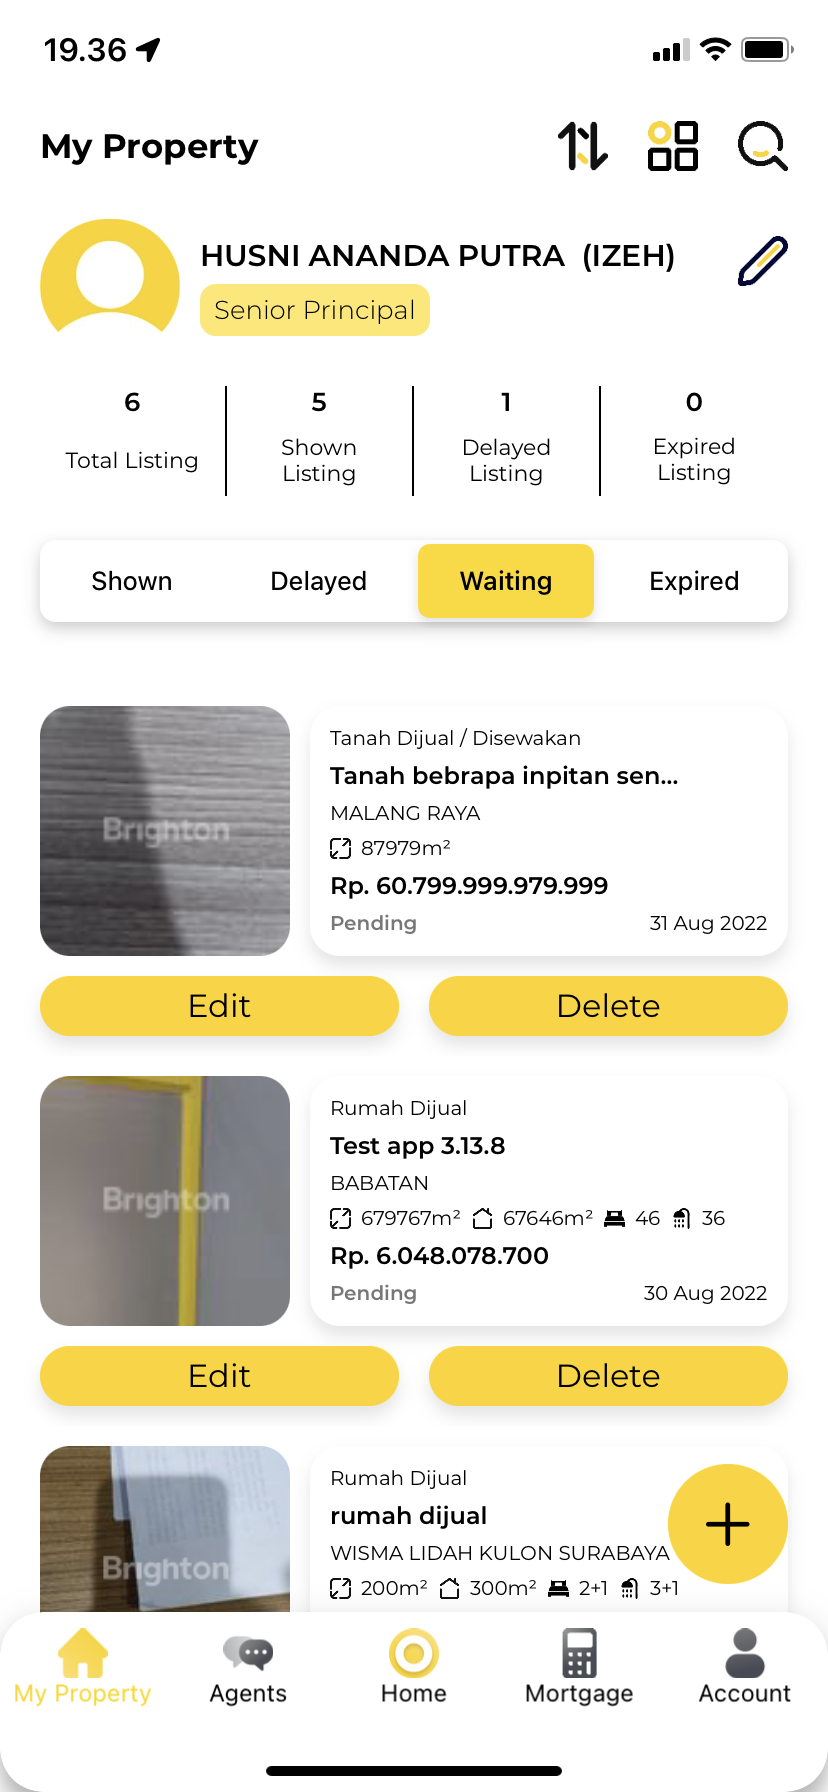 19.36
My Property
HUSNI ANANDA PUTRA (IZEH)
Senior Principal
6
Total Listing
5
Shown
Listing
1
Delayed
Listing
0
Expired
Listing
Shown
Delayed
Waiting
Expired
Brighton
Tanah Dijual / Disewakan
Tanah bebrapa inpitan sen...
MALANG RAYA
87979m²
Rp. 60.799.999.979.999
Pending
31 Aug 2022
Edit
Delete
Brighton
Rumah Dijual
Test app 3.13.8
BABATAN
679767m² 67646m² 46 36
Rp. 6.048.078.700
Pending
30 Aug 2022
Edit
Delete
Brighton
Rumah Dijual
rumah dijual
WISMA LIDAH KULON SURABAYA
200m² 300m² 2+1 3+1
My Property
Agents
Home
Mortgage
Account